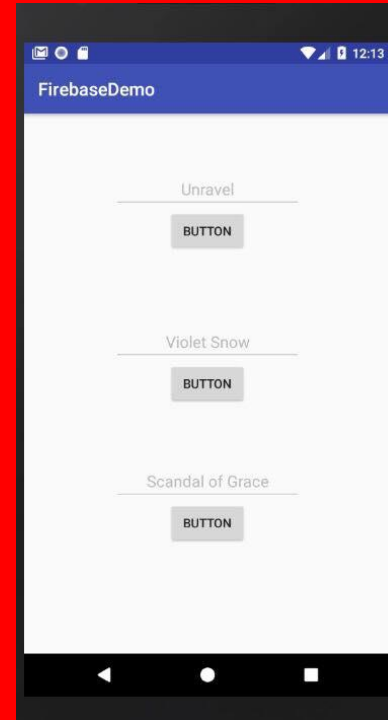 12:13
FirebaseDemo
Unravel
BUTTON
Violet Snow
BUTTON
Scandal of Grace
BUTTON